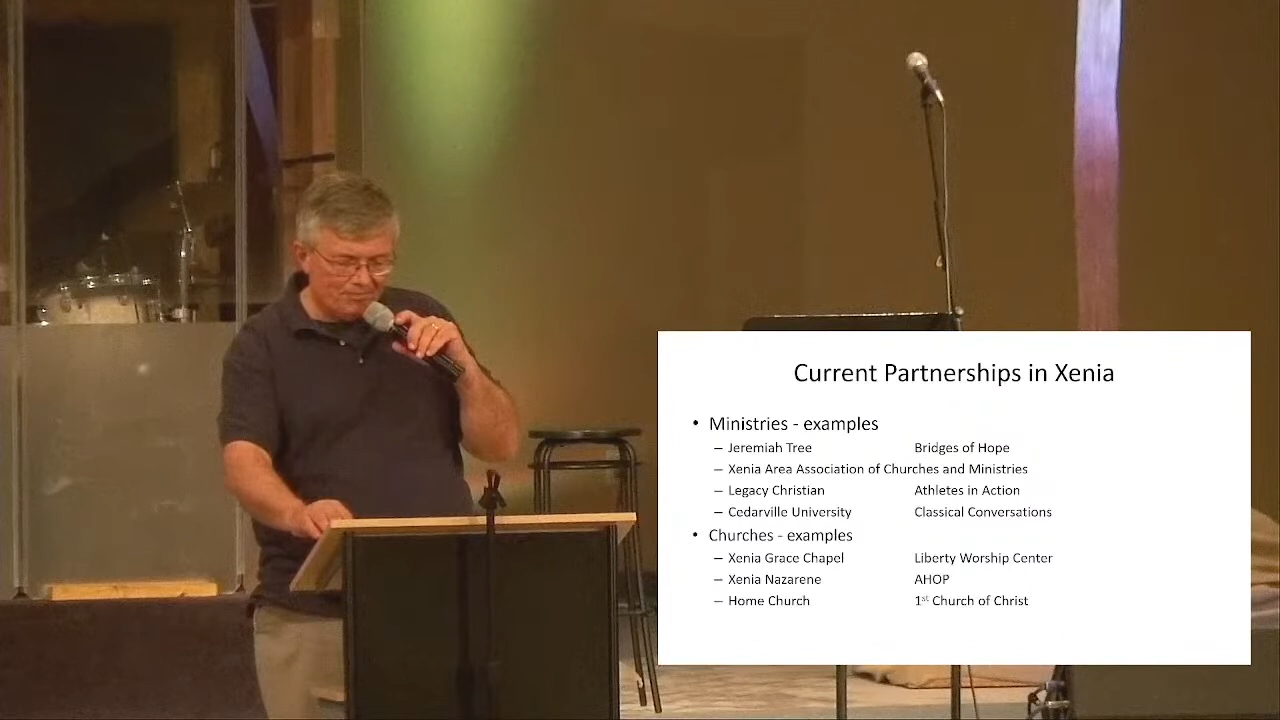 Current Partnerships in Xenia
• Ministries - examples
– Jeremiah Tree Bridges of Hope
– Xenia Area Association of Churches and Ministries
– Legacy Christian Athletes in Action
– Cedarville University Classical Conversations
• Churches - examples
– Xenia Grace Chapel Liberty Worship Center
– Xenia Nazarene AHOP
– Home Church 1st Church of Christ